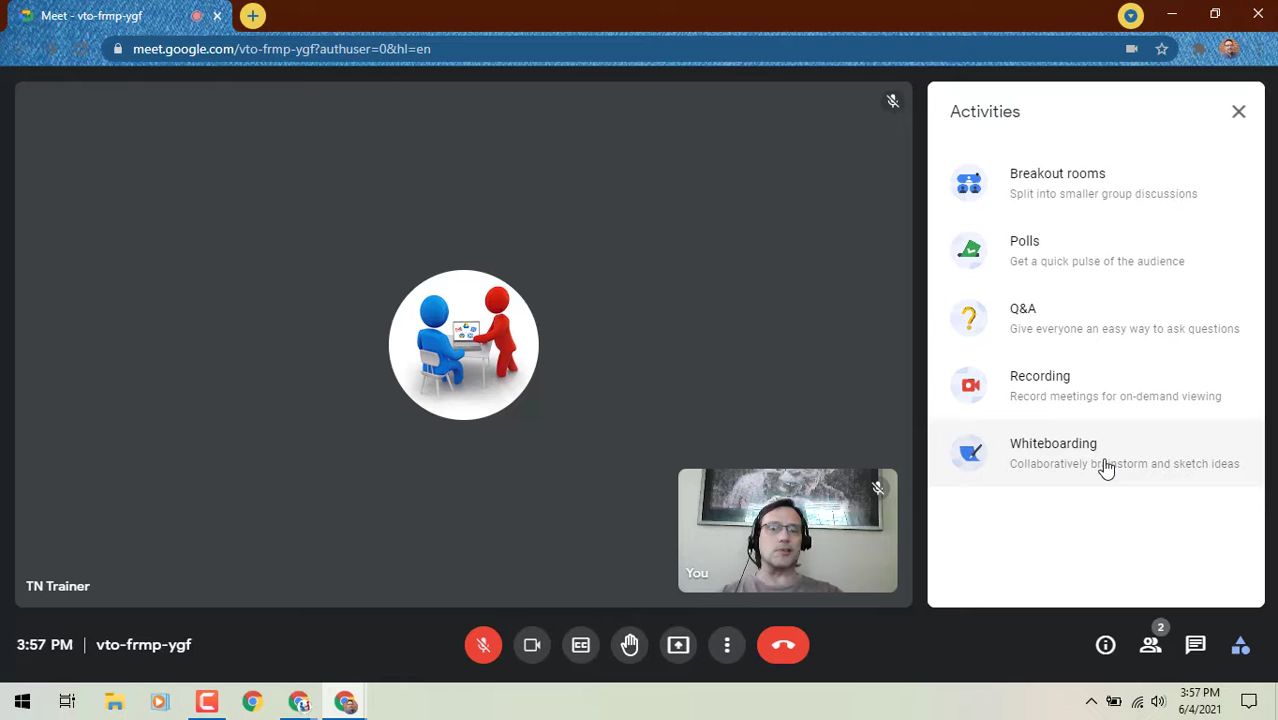 Meet - vto-frmp-ygf
meet.google.com/vto-frmp-ygf?authuser=0&hl=en
Activities
Breakout rooms
Split into smaller group discussions
Polls
Get a quick pulse of the audience
Q&A
Give everyone an easy way to ask questions
Recording
Record meetings for on-demand viewing
Whiteboarding
Collaboratively brainstorm and sketch ideas
You
TN Trainer
3:57 PM | vto-frmp-ygf
CC
2
3:57 PM
6/4/2021